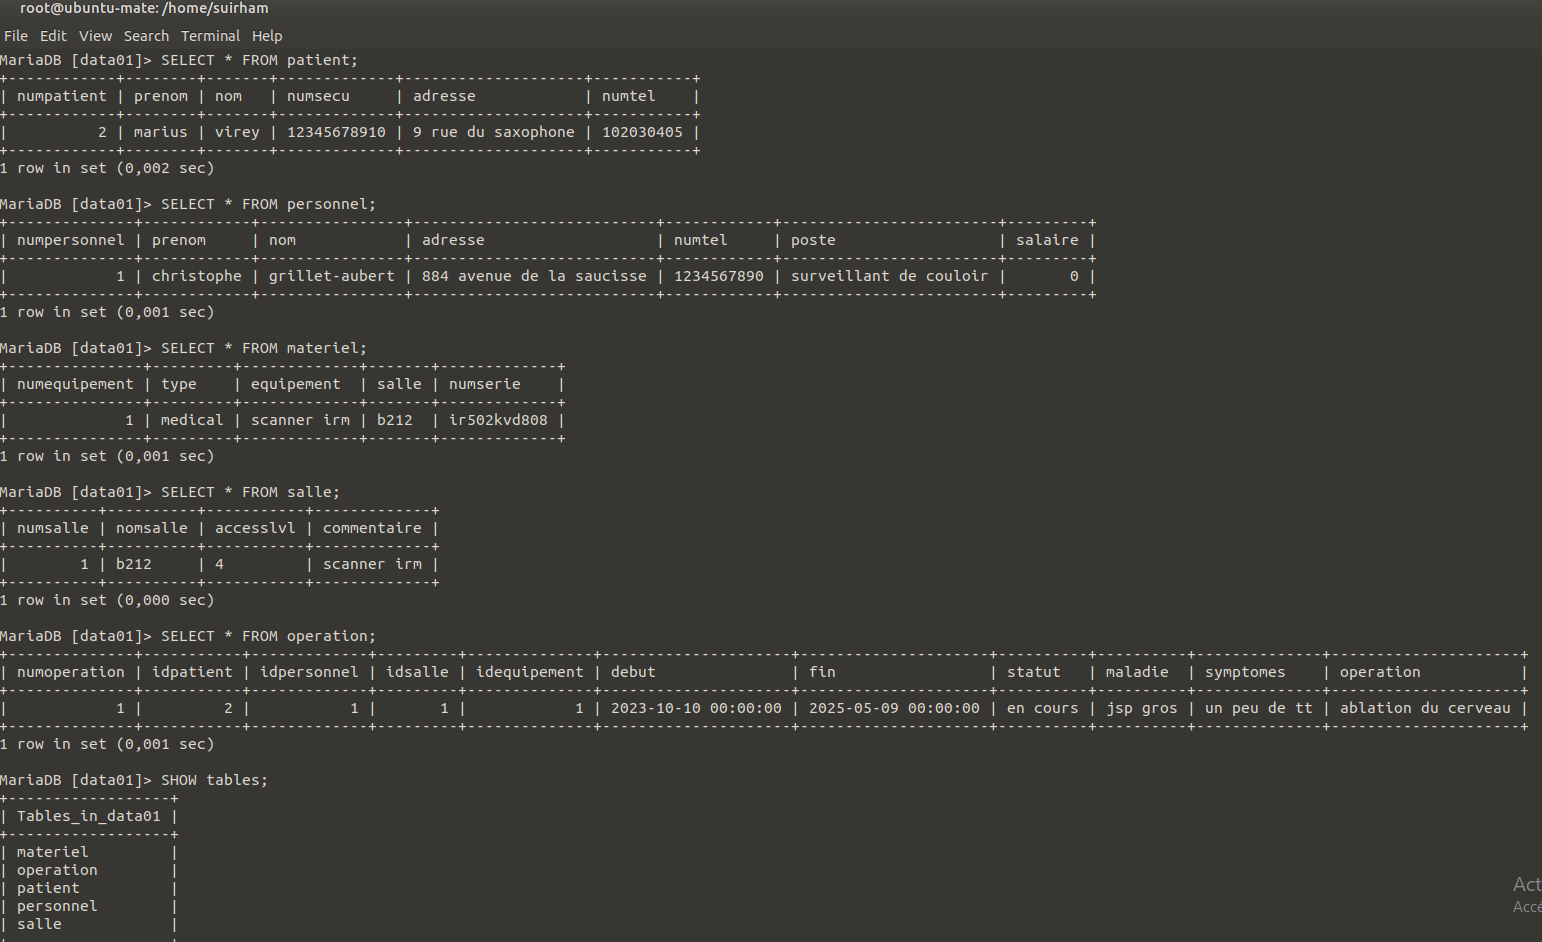 root@ubuntu-mate: /home/suirham
File Edit View Search Terminal Help
MariaDB [data01]> SELECT * FROM patient;
+------------+--------+-------+-------------+--------------------+-----------+
| numpatient | prenom | nom   | numsecu     | adresse            | numtel    |
+------------+--------+-------+-------------+--------------------+-----------+
|          2 | marius | virey | 12345678910 | 9 rue du saxophone | 102030405 |
+------------+--------+-------+-------------+--------------------+-----------+
1 row in set (0,002 sec)
MariaDB [data01]> SELECT * FROM personnel;
+--------------+------------+----------------+---------------------------+------------+------------------------+---------+
| numpersonnel | prenom     | nom            | adresse                   | numtel     | poste                  | salaire |
+--------------+------------+----------------+---------------------------+------------+------------------------+---------+
|            1 | christophe | grillet-aubert | 884 avenue de la saucisse | 1234567890 | surveillant de couloir |       0 |
+--------------+------------+----------------+---------------------------+------------+------------------------+---------+
1 row in set (0,001 sec)
MariaDB [data01]> SELECT * FROM materiel;
+---------------+---------+-------------+-------+-------------+
| numequipement | type    | equipement  | salle | numserie    |
+---------------+---------+-------------+-------+-------------+
|             1 | medical | scanner irm | b212  | ir502kvd808 |
+---------------+---------+-------------+-------+-------------+
1 row in set (0,001 sec)
MariaDB [data01]> SELECT * FROM salle;
+----------+----------+-----------+-------------+
| numsalle | nomsalle | accesslvl | commentaire |
+----------+----------+-----------+-------------+
|        1 | b212     | 4         | scanner irm |
+----------+----------+-----------+-------------+
1 row in set (0,000 sec)
MariaDB [data01]> SELECT * FROM operation;
+--------------+-----------+-------------+---------+--------------+---------------------+---------------------+----------+----------+--------------+---------------------+
| numoperation | idpatient | idpersonnel | idsalle | idequipement | debut               | fin                 | statut   | maladie  | symptomes    | operation           |
+--------------+-----------+-------------+---------+--------------+---------------------+---------------------+----------+----------+--------------+---------------------+
|            1 |         2 |           1 |       1 |            1 | 2023-10-10 00:00:00 | 2025-05-09 00:00:00 | en cours | jsp gros | un peu de tt | ablation du cerveau |
+--------------+-----------+-------------+---------+--------------+---------------------+---------------------+----------+----------+--------------+---------------------+
1 row in set (0,001 sec)
MariaDB [data01]> SHOW tables;
+------------------+
| Tables_in_data01 |
+------------------+
| materiel         |
| operation        |
| patient          |
| personnel        |
| salle            |